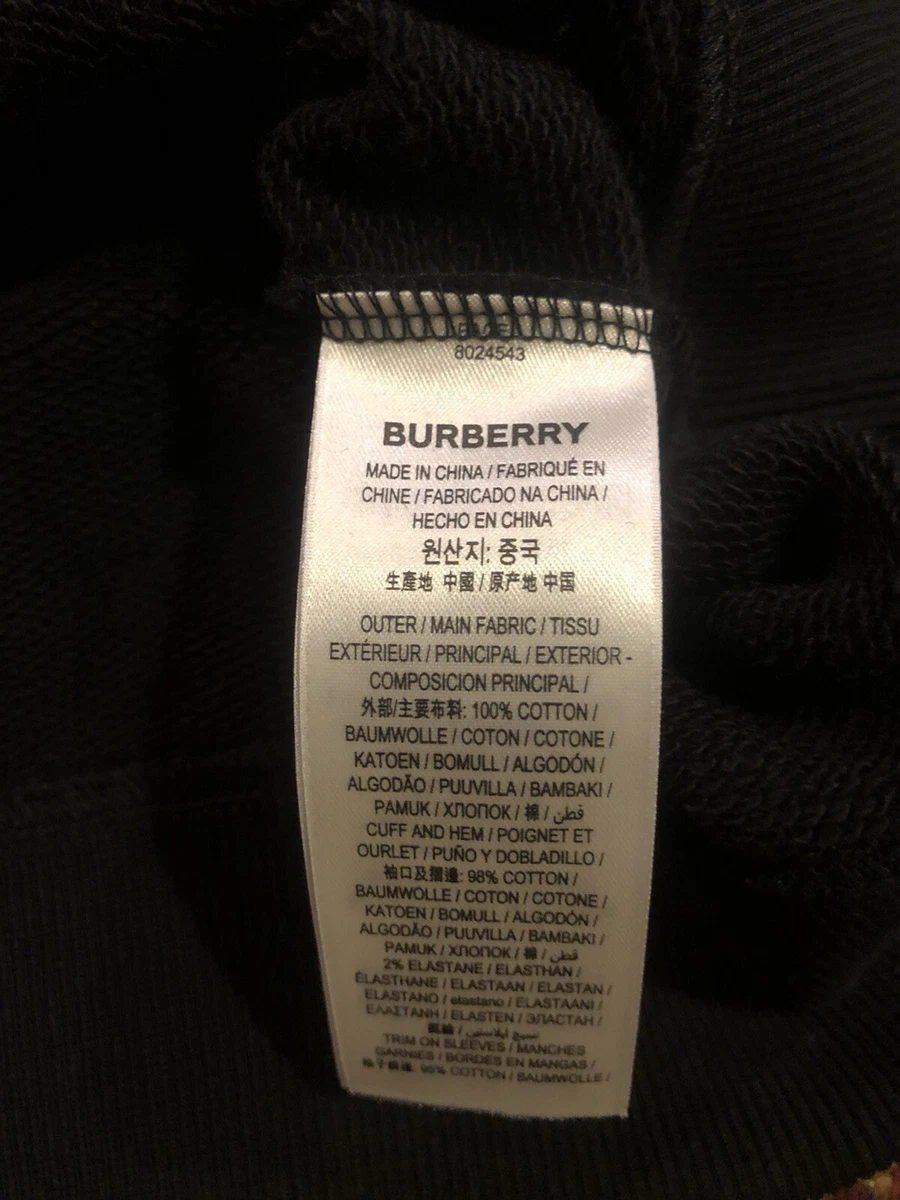 8024543
BURBERRY
MADE IN CHINA / FABRIQUÉ EN
CHINE / FABRICADO NA CHINA /
HECHO EN CHINA
원산지: 중국
生產地 中國 / 原产地 中国
OUTER / MAIN FABRIC / TISSU
EXTÉRIEUR / PRINCIPAL / EXTERIOR -
COMPOSICION PRINCIPAL /
外部/主要布料: 100% COTTON /
BAUMWOLLE / COTON / COTONE /
KATOEN / BOMULL / ALGODÓN /
ALGODÃO / PUUVILLA / BAMBAKI /
PAMUK / ХЛОПОК / 棉 / قطن
CUFF AND HEM / POIGNET ET
OURLET / PUÑO Y DOBLADILLO /
袖口及摺邊: 98% COTTON /
BAUMWOLLE / COTON / COTONE /
KATOEN / BOMULL / ALGODÓN /
ALGODÃO / PUUVILLA / BAMBAKI /
PAMUK / ХЛОПОК / 棉 / قطن
2% ELASTANE / ELASTHAN /
ÉLASTHANE / ELASTAAN / ELASTAN /
ELASTANO / elastano / ELASTAANI /
ΕΛΑΣΤΑΝΗ / ELASTEN / ЭЛАСТАН /
TRIM ON SLEEVES / MANCHES
GARNIES / BORDES EN MANGAS /
95% COTTON / BAUMWOLLE /